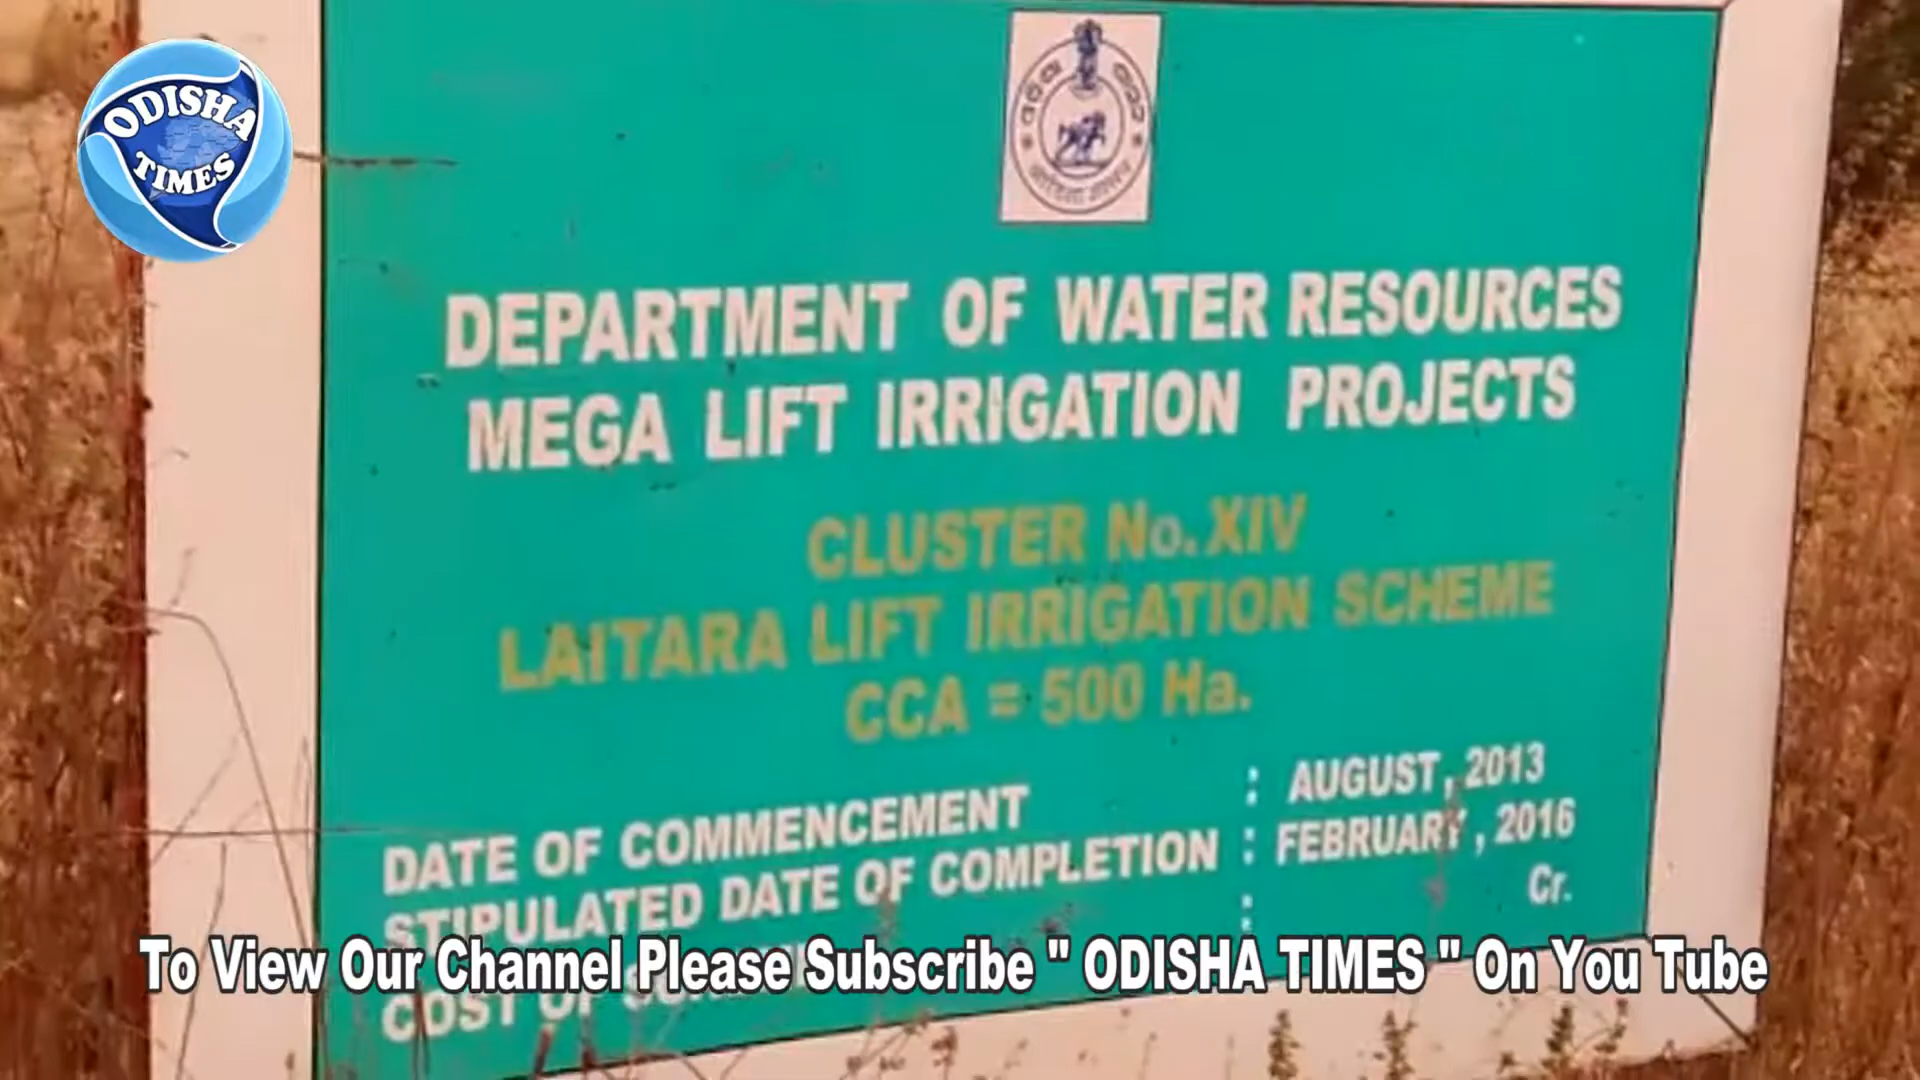 ODISHA
TIMES
DEPARTMENT OF WATER RESOURCES
MEGA LIFT IRRIGATION PROJECTS
CLUSTER No. XIV
LAITARA LIFT IRRIGATION SCHEME
CCA = 500 Ha.
DATE OF COMMENCEMENT : AUGUST, 2013
STIPULATED DATE OF COMPLETION : FEBRUARY, 2016
: Cr.
To View Our Channel Please Subscribe " ODISHA TIMES " On You Tube
COST OF